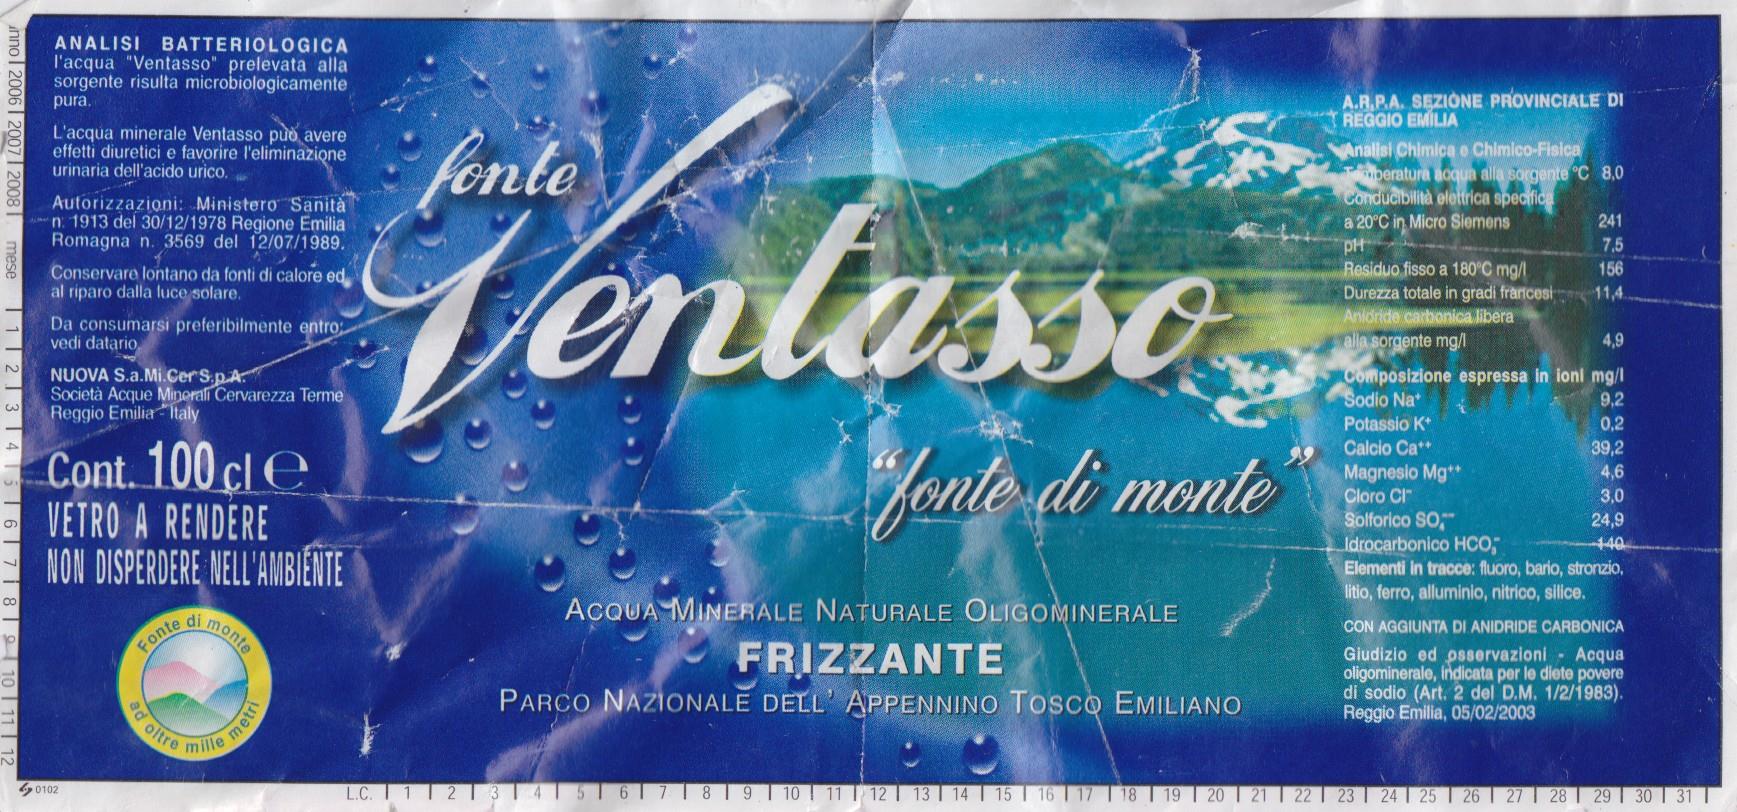 ANALISI BATTERIOLOGICA
l'acqua "Ventasso" prelevata alla
sorgente risulta microbiologicamente
pura.
L'acqua minerale Ventasso può avere
effetti diuretici e favorire l'eliminazione
urinaria dell'acido urico.
Autorizzazioni: Ministero Sanità
n. 1913 del 30/12/1978 Regione Emilia
Romagna n. 3569 del 12/07/1989.
Conservare lontano da fonti di calore ed
al riparo dalla luce solare.
Da consumarsi preferibilmente entro:
vedi datario.
NUOVA S.a.Mi.Cer S.p.A.
Società Acque Minerali Cervarezza Terme
Reggio Emilia - Italy
Cont. 100 cl e
VETRO A RENDERE
NON DISPERDERE NELL'AMBIENTE
Fonte di monte
ad oltre mille metri
fonte
Ventasso
"fonte di monte"
ACQUA MINERALE NATURALE OLIGOMINERALE
FRIZZANTE
PARCO NAZIONALE DELL' APPENNINO TOSCO EMILIANO
A.R.P.A. SEZIONE PROVINCIALE DI
REGGIO EMILIA
Analisi Chimica e Chimico-Fisica
Temperatura acqua alla sorgente °C 8,0
Conducibilità elettrica specifica
a 20°C in Micro Siemens 241
pH 7.5
Residuo fisso a 180°C mg/l 156
Durezza totale in gradi francesi 11,4
Anidride carbonica libera
alla sorgente mg/l 4,9
Composizione espressa in ioni mg/l
Sodio Na⁺ 9,2
Potassio K⁺ 0,2
Calcio Ca⁺⁺ 39,2
Magnesio Mg⁺⁺ 4,6
Cloro Cl⁻ 3,0
Solforico SO₄⁻⁻ 24,9
Idrocarbonico HCO₃⁻ 140
Elementi in tracce: fluoro, bario, stronzio,
litio, ferro, alluminio, nitrico, silice.
CON AGGIUNTA DI ANIDRIDE CARBONICA
Giudizio ed osservazioni - Acqua
oligominerale, indicata per le diete povere
di sodio (Art. 2 del D.M. 1/2/1983).
Reggio Emilia, 05/02/2003
anno | 2006 | 2007 | 2008 | mese | 1 | 2 | 3 | 4 | 5 | 6 | 7 | 8 | 9 | 10 | 11 | 12
0102
L.C. | 1 | 2 | 3 | 4 | 5 | 6 | 7 | 8 | 9 | 10 | 11 | 12 | 13 | 14 | 15 | 16 | 17 | 18 | 19 | 20 | 21 | 22 | 23 | 24 | 25 | 26 | 27 | 28 | 29 | 30 | 31